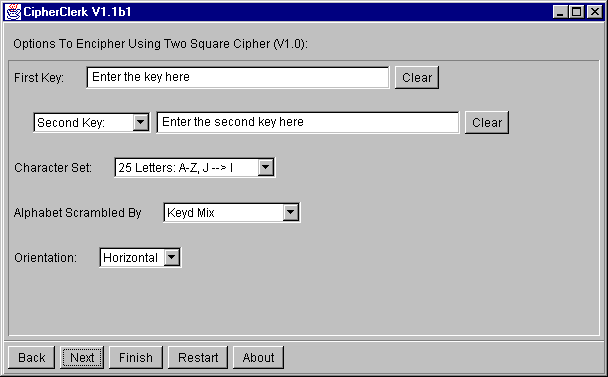 CipherClerk V1.1b1
Options To Encipher Using Two Square Cipher (V1.0):
First Key: Enter the key here Clear
Second Key: Enter the second key here Clear
Character Set: 25 Letters: A-Z, J --> I
Alphabet Scrambled By Keyd Mix
Orientation: Horizontal
Back Next Finish Restart About